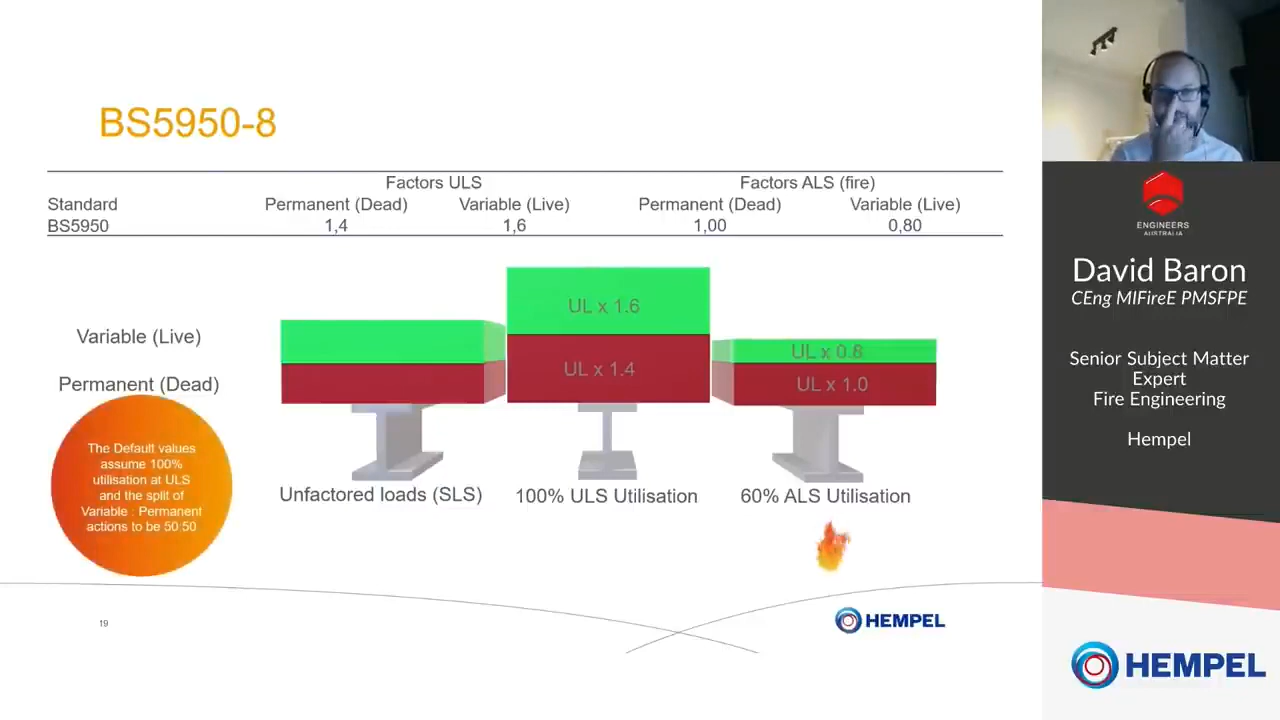 BS5950-8
Factors ULS Factors ALS (fire)
Standard Permanent (Dead) Variable (Live) Permanent (Dead) Variable (Live)
BS5950 1,4 1,6 1,00 0,80
Variable (Live)
Permanent (Dead)
UL x 1.6
UL x 1.4
UL x 0.8
UL x 1.0
The Default values
assume 100%
utilisation at ULS
and the split of
Variable : Permanent
actions to be 50:50
Unfactored loads (SLS)
100% ULS Utilisation
60% ALS Utilisation
19
HEMPEL
ENGINEERS
AUSTRALIA
David Baron
CEng MIFireE PMSFPE
Senior Subject Matter
Expert
Fire Engineering
Hempel
HEMPEL